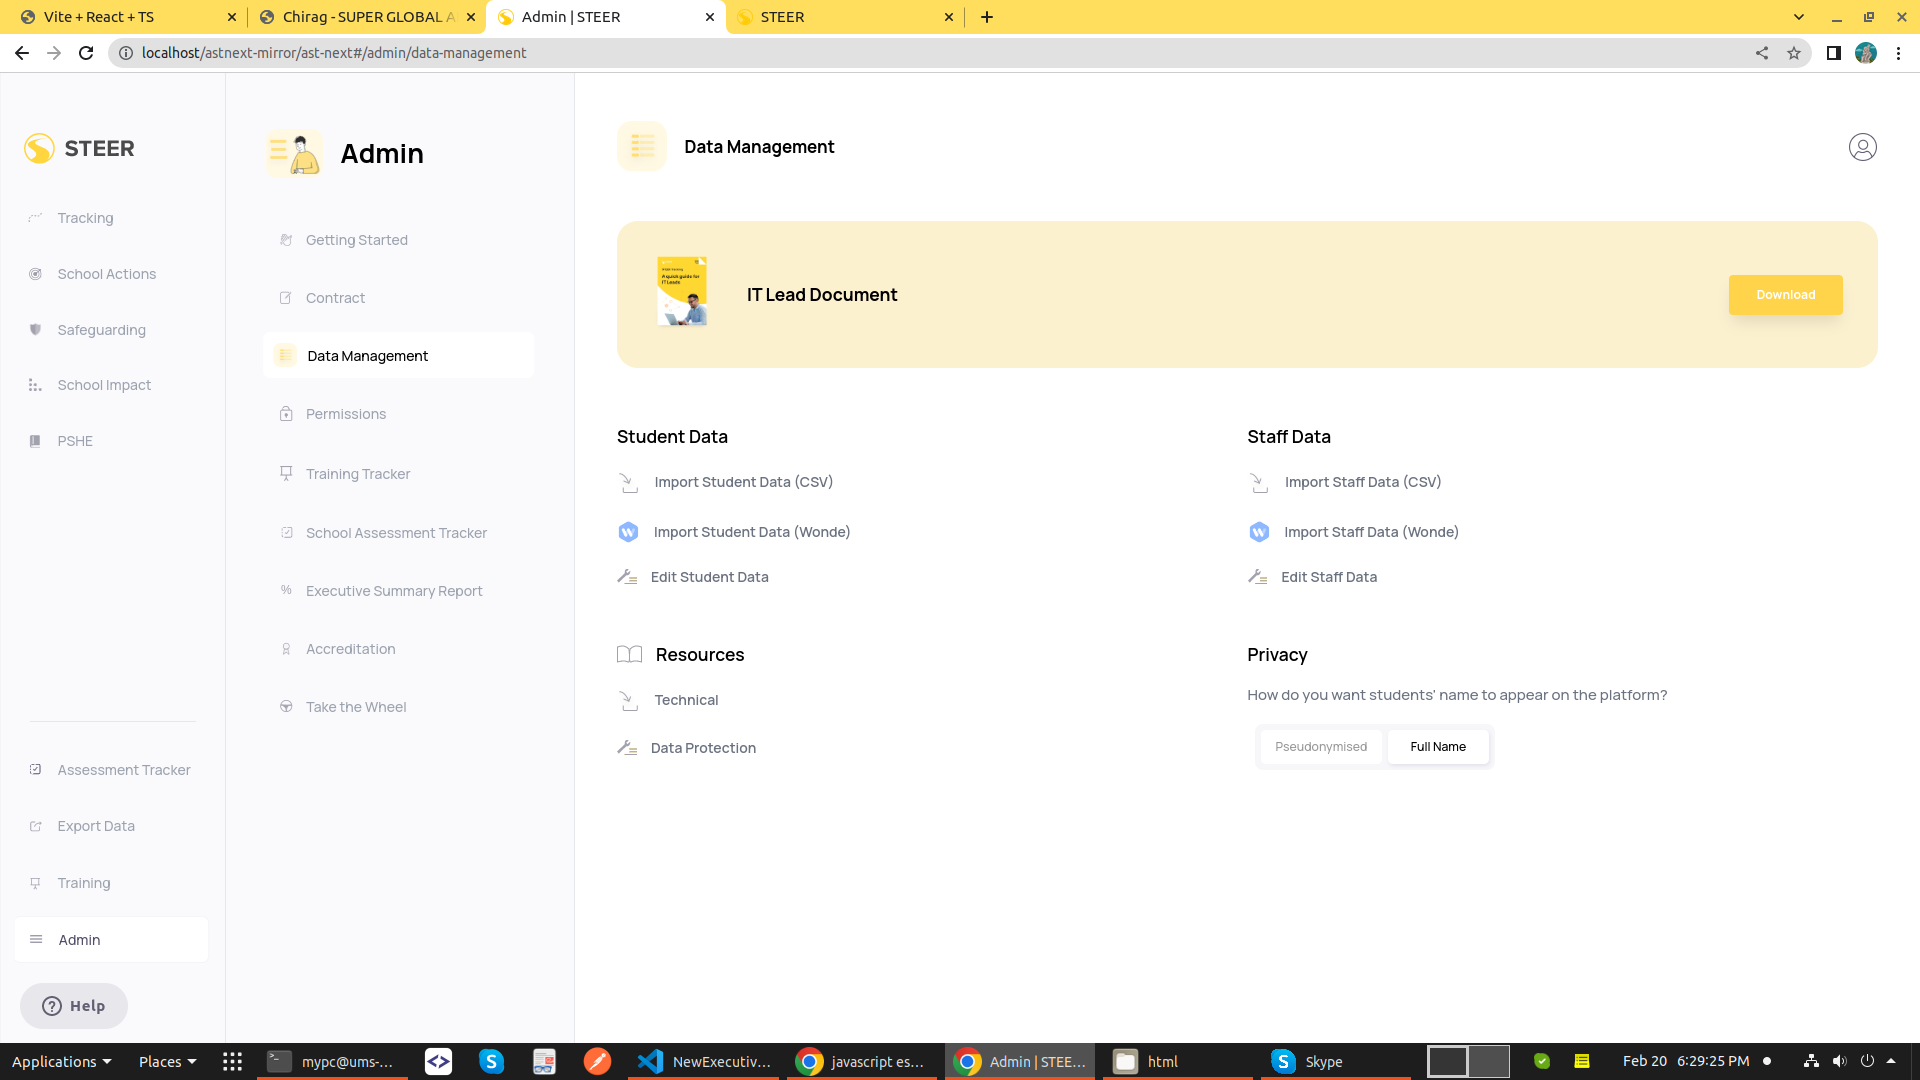 Vite + React + TS
Chirag - SUPER GLOBAL A
Admin | STEER
STEER
localhost/astnext-mirror/ast-next#/admin/data-management
STEER
Tracking
School Actions
Safeguarding
School Impact
PSHE
Assessment Tracker
Export Data
Training
Admin
Help
Admin
Getting Started
Contract
Data Management
Permissions
Training Tracker
School Assessment Tracker
% Executive Summary Report
Accreditation
Take the Wheel
Data Management
A quick guide for
IT Leads
IT Lead Document
Download
Student Data
Import Student Data (CSV)
Import Student Data (Wonde)
Edit Student Data
Staff Data
Import Staff Data (CSV)
Import Staff Data (Wonde)
Edit Staff Data
Resources
Technical
Data Protection
Privacy
How do you want students' name to appear on the platform?
Pseudonymised
Full Name
Applications
Places
mypc@ums-...
NewExecutiv...
javascript es...
Admin | STEE...
html
Skype
Feb 20 6:29:25 PM